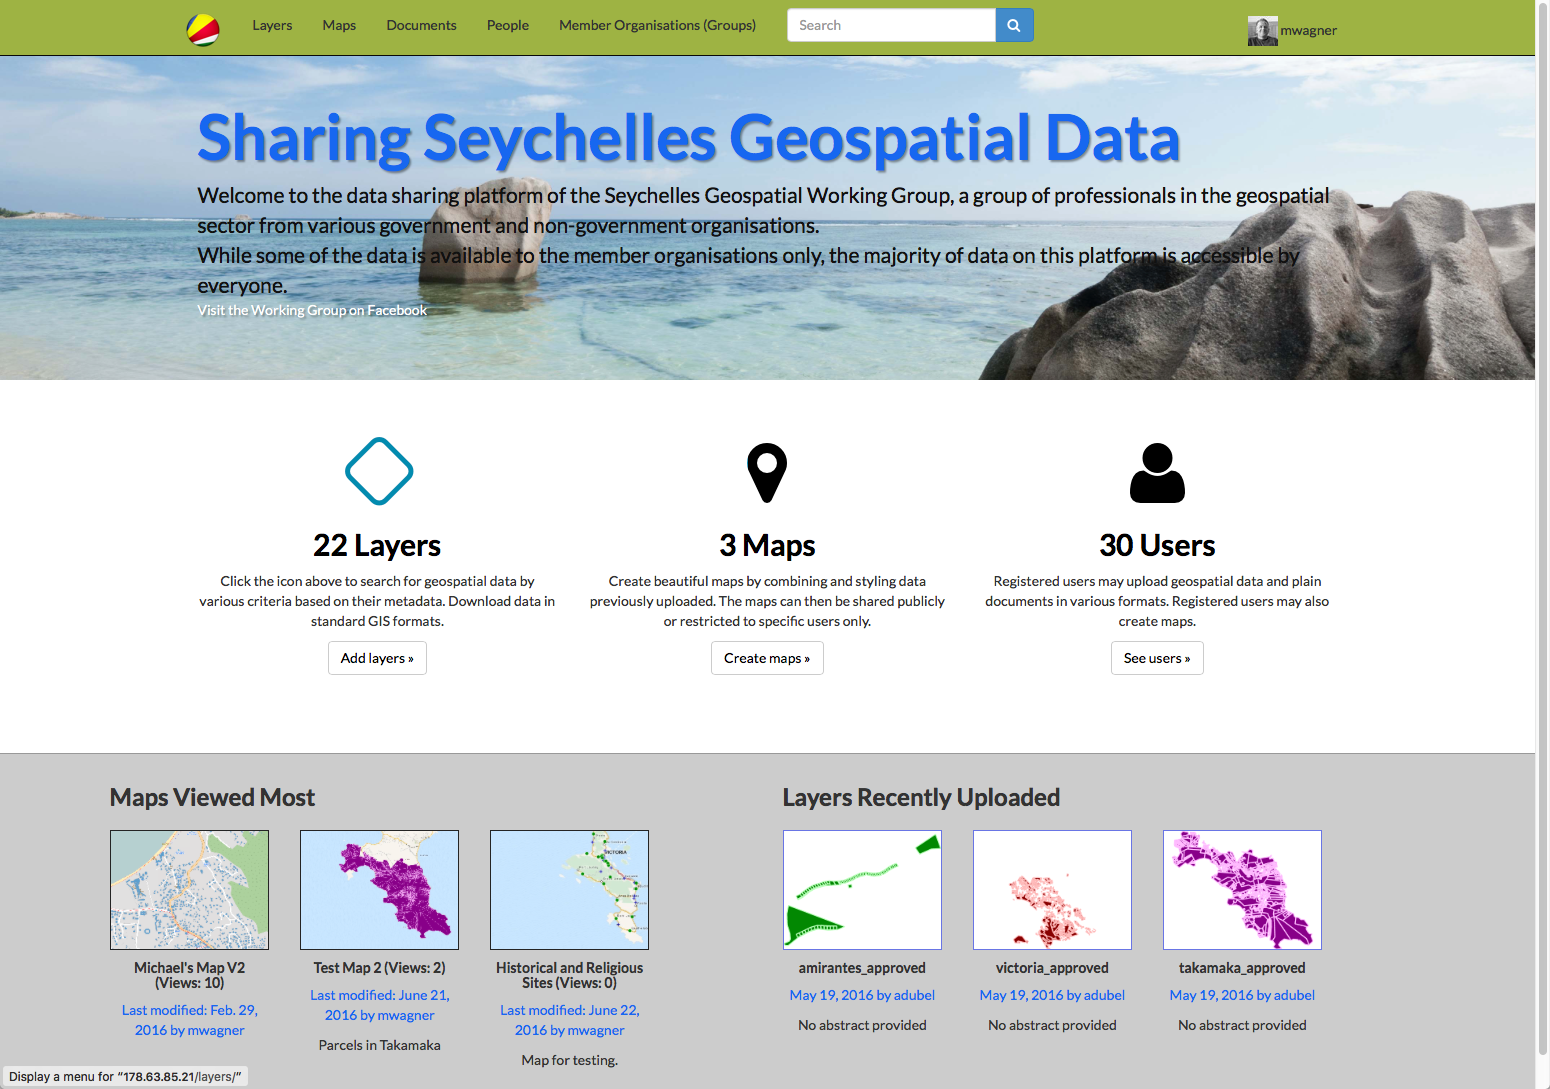 Layers Maps Documents People Member Organisations (Groups) Search mwagner
Sharing Seychelles Geospatial Data
Welcome to the data sharing platform of the Seychelles Geospatial Working Group, a group of professionals in the geospatial
sector from various government and non-government organisations.
While some of the data is available to the member organisations only, the majority of data on this platform is accessible by
everyone.
Visit the Working Group on Facebook
22 Layers
Click the icon above to search for geospatial data by
various criteria based on their metadata. Download data in
standard GIS formats.
Add layers »
3 Maps
Create beautiful maps by combining and styling data
previously uploaded. The maps can then be shared publicly
or restricted to specific users only.
Create maps »
30 Users
Registered users may upload geospatial data and plain
documents in various formats. Registered users may also
create maps.
See users »
Maps Viewed Most
VICTORIA
Michael's Map V2
(Views: 10)
Last modified: Feb. 29,
2016 by mwagner
Test Map 2 (Views: 2)
Last modified: June 21,
2016 by mwagner
Parcels in Takamaka
Historical and Religious
Sites (Views: 0)
Last modified: June 22,
2016 by mwagner
Map for testing.
Layers Recently Uploaded
amirantes_approved
May 19, 2016 by adubel
No abstract provided
victoria_approved
May 19, 2016 by adubel
No abstract provided
takamaka_approved
May 19, 2016 by adubel
No abstract provided
Display a menu for “178.63.85.21/layers/”